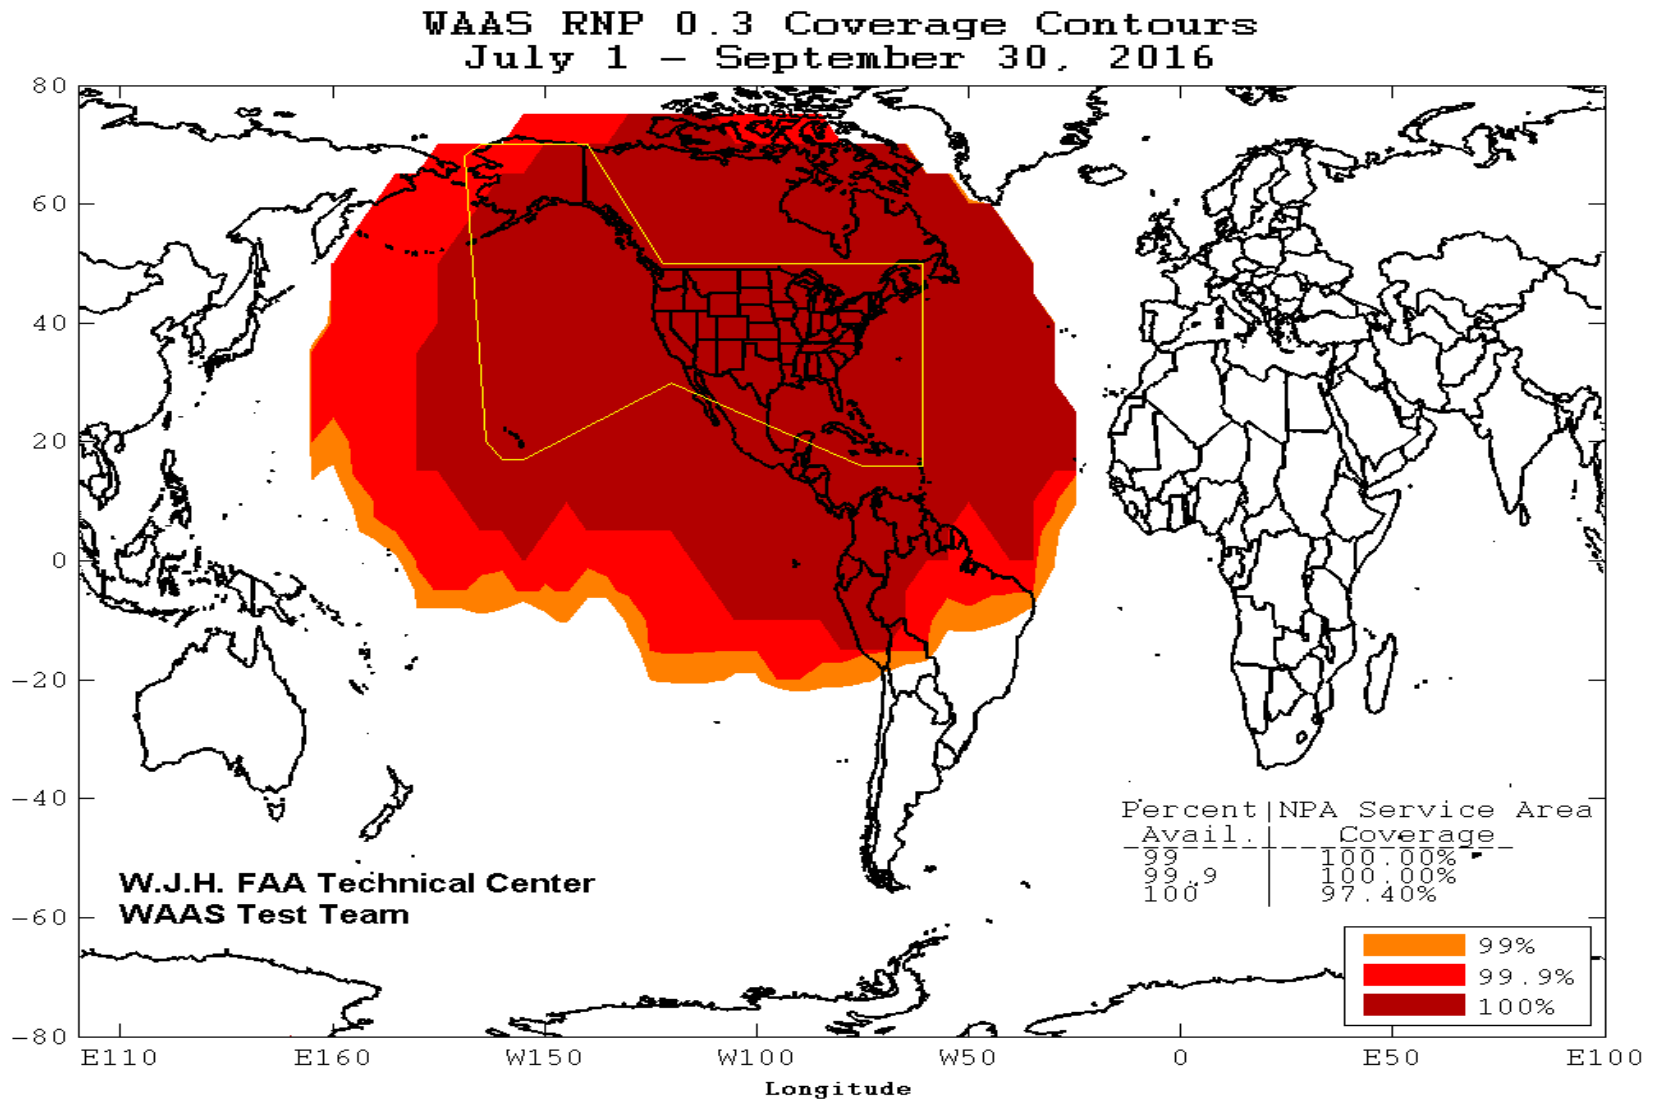 WAAS RNP 0.3 Coverage Contours
July 1 – September 30, 2016
80
60
40
20
0
−20
−40
−60
−80
Percent|NPA Service Area
Avail.| Coverage
99 | 100.00%
99.9 | 100.00%
100 | 97.40%
W.J.H. FAA Technical Center
WAAS Test Team
99%
99.9%
100%
E110 E160 W150 W100 W50 0 E50 E100
Longitude